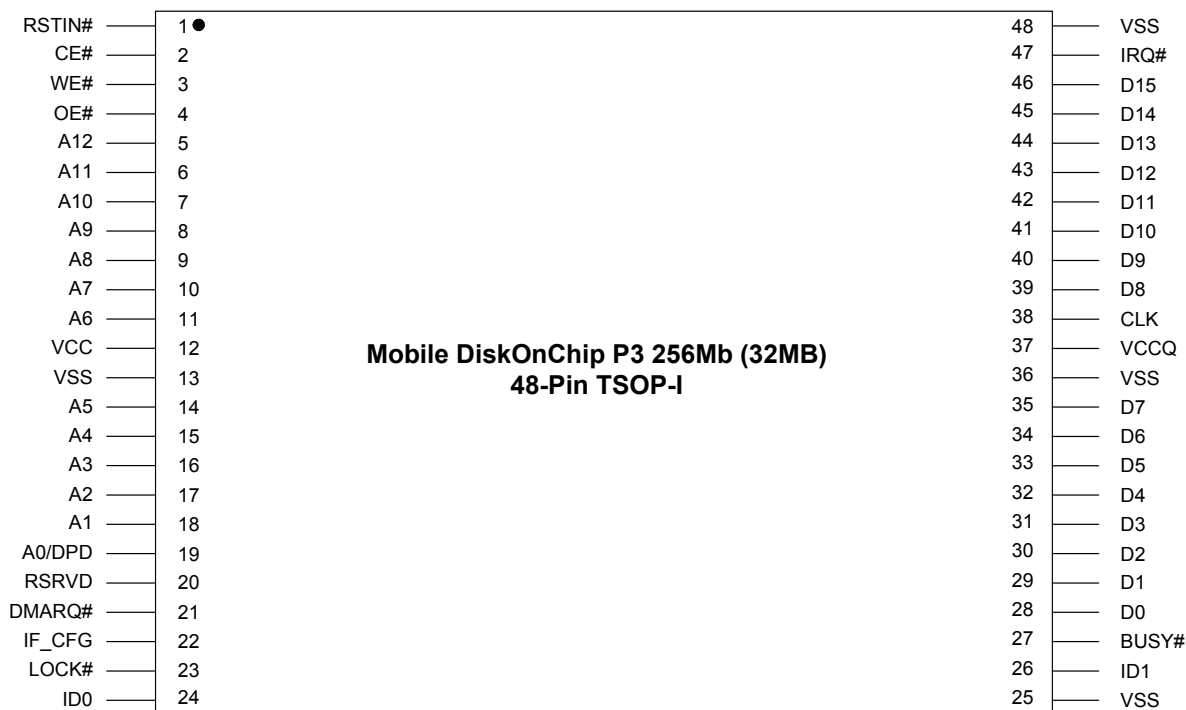 RSTIN# 1 48 VSS
CE# 2 47 IRQ#
WE# 3 46 D15
OE# 4 45 D14
A12 5 44 D13
A11 6 43 D12
A10 7 42 D11
A9 8 41 D10
A8 9 40 D9
A7 10 39 D8
A6 11 38 CLK
VCC 12 37 VCCQ
Mobile DiskOnChip P3 256Mb (32MB)
48-Pin TSOP-I
VSS 13 36 VSS
A5 14 35 D7
A4 15 34 D6
A3 16 33 D5
A2 17 32 D4
A1 18 31 D3
A0/DPD 19 30 D2
RSRVD 20 29 D1
DMARQ# 21 28 D0
IF_CFG 22 27 BUSY#
LOCK# 23 26 ID1
ID0 24 25 VSS